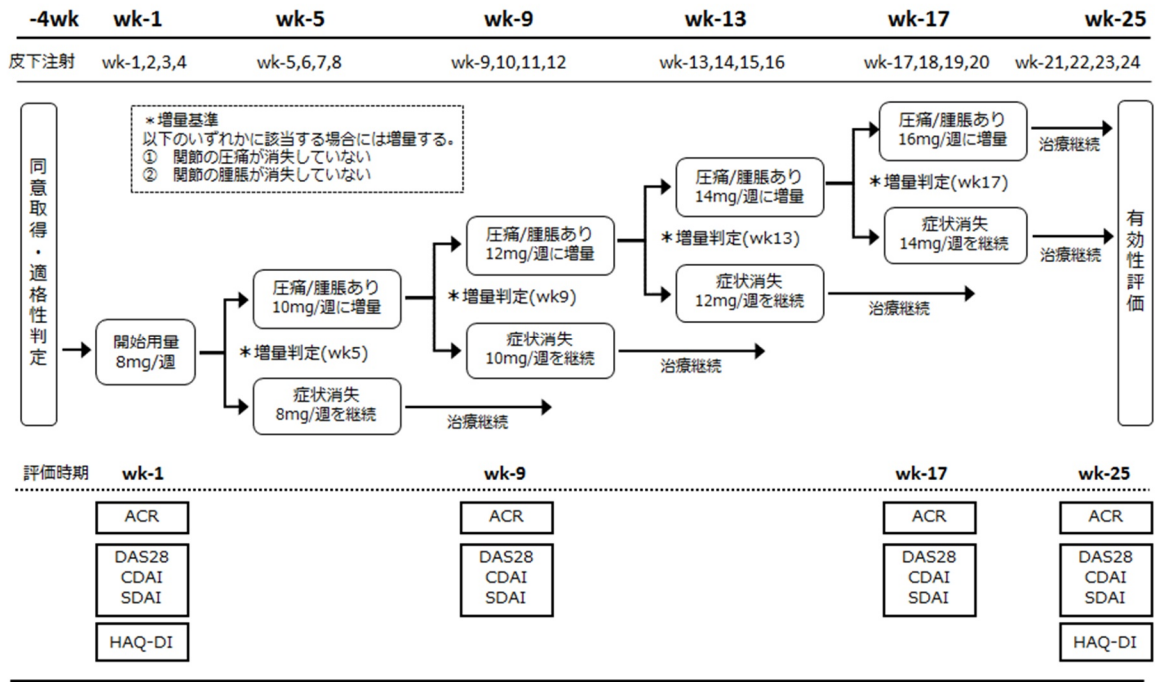 -4wk wk-1 wk-5 wk-9 wk-13 wk-17 wk-25
皮下注射 wk-1,2,3,4 wk-5,6,7,8 wk-9,10,11,12 wk-13,14,15,16 wk-17,18,19,20 wk-21,22,23,24
同意取得・適格性判定
＊増量基準
以下のいずれかに該当する場合には増量する。
① 関節の圧痛が消失していない
② 関節の腫脹が消失していない
開始用量
8mg/週
圧痛/腫脹あり
10mg/週に増量
＊増量判定(wk5)
症状消失
8mg/週を継続
治療継続
圧痛/腫脹あり
12mg/週に増量
＊増量判定(wk9)
症状消失
10mg/週を継続
治療継続
圧痛/腫脹あり
14mg/週に増量
＊増量判定(wk13)
症状消失
12mg/週を継続
治療継続
圧痛/腫脹あり
16mg/週に増量
治療継続
＊増量判定(wk17)
症状消失
14mg/週を継続
治療継続
有効性評価
評価時期 wk-1 wk-9 wk-17 wk-25
ACR ACR ACR ACR
DAS28 DAS28 DAS28 DAS28
CDAI CDAI CDAI CDAI
SDAI SDAI SDAI SDAI
HAQ-DI HAQ-DI